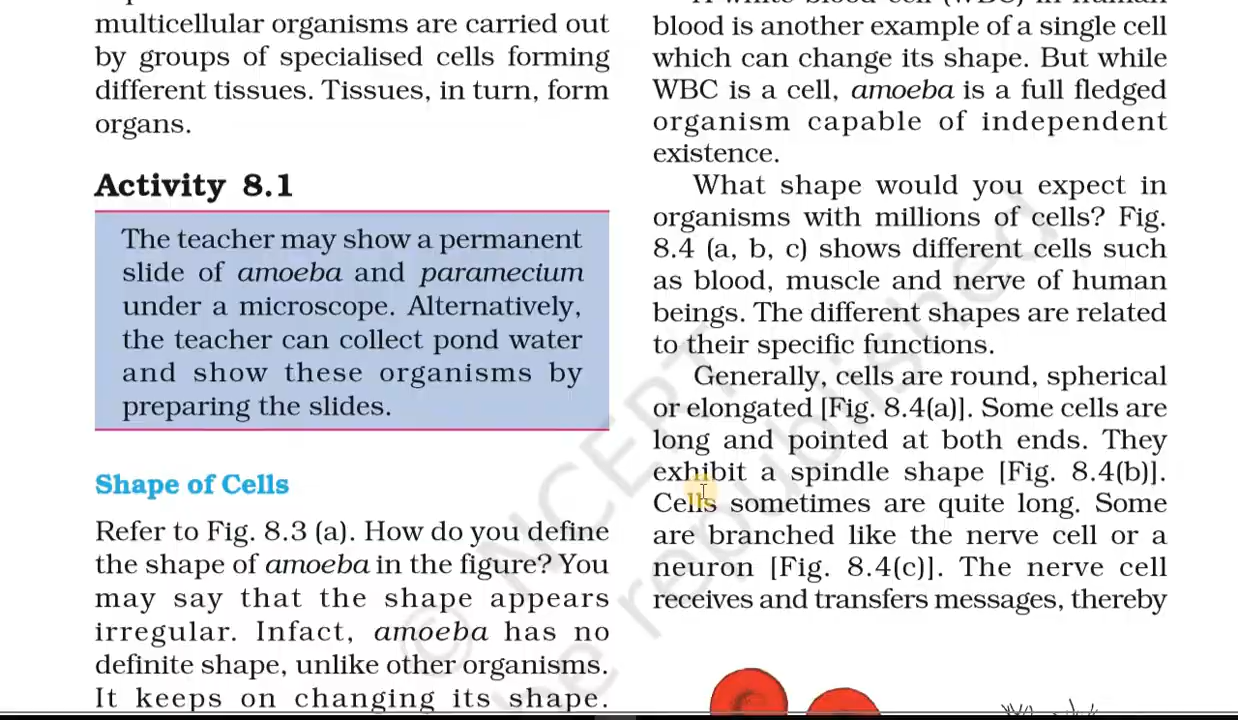 multicellular organisms are carried out
by groups of specialised cells forming
different tissues. Tissues, in turn, form
organs.
Activity 8.1
The teacher may show a permanent
slide of amoeba and paramecium
under a microscope. Alternatively,
the teacher can collect pond water
and show these organisms by
preparing the slides.
Shape of Cells
Refer to Fig. 8.3 (a). How do you define
the shape of amoeba in the figure? You
may say that the shape appears
irregular. Infact, amoeba has no
definite shape, unlike other organisms.
It keeps on changing its shape.
A white blood cell (WBC) in human
blood is another example of a single cell
which can change its shape. But while
WBC is a cell, amoeba is a full fledged
organism capable of independent
existence.
What shape would you expect in
organisms with millions of cells? Fig.
8.4 (a, b, c) shows different cells such
as blood, muscle and nerve of human
beings. The different shapes are related
to their specific functions.
Generally, cells are round, spherical
or elongated [Fig. 8.4(a)]. Some cells are
long and pointed at both ends. They
exhibit a spindle shape [Fig. 8.4(b)].
Cells sometimes are quite long. Some
are branched like the nerve cell or a
neuron [Fig. 8.4(c)]. The nerve cell
receives and transfers messages, thereby
© NCERT
be republished